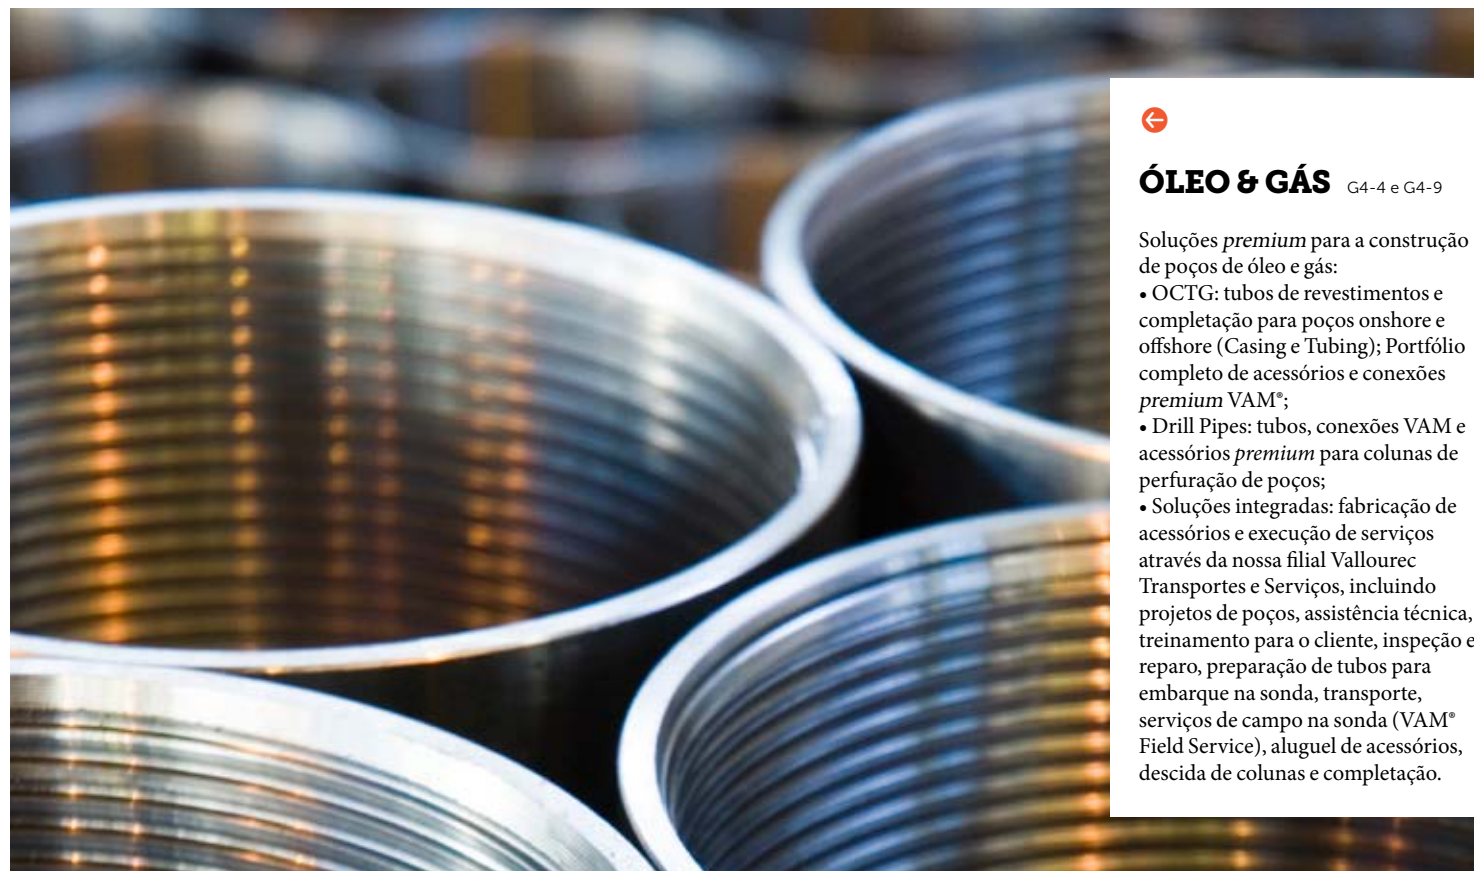 ÓLEO & GÁS G4-4 e G4-9
Soluções premium para a construção
de poços de óleo e gás:
• OCTG: tubos de revestimentos e
completação para poços onshore e
offshore (Casing e Tubing); Portfólio
completo de acessórios e conexões
premium VAM®;
• Drill Pipes: tubos, conexões VAM e
acessórios premium para colunas de
perfuração de poços;
• Soluções integradas: fabricação de
acessórios e execução de serviços
através da nossa filial Vallourec
Transportes e Serviços, incluindo
projetos de poços, assistência técnica,
treinamento para o cliente, inspeção e
reparo, preparação de tubos para
embarque na sonda, transporte,
serviços de campo na sonda (VAM®
Field Service), aluguel de acessórios,
descida de colunas e completação.